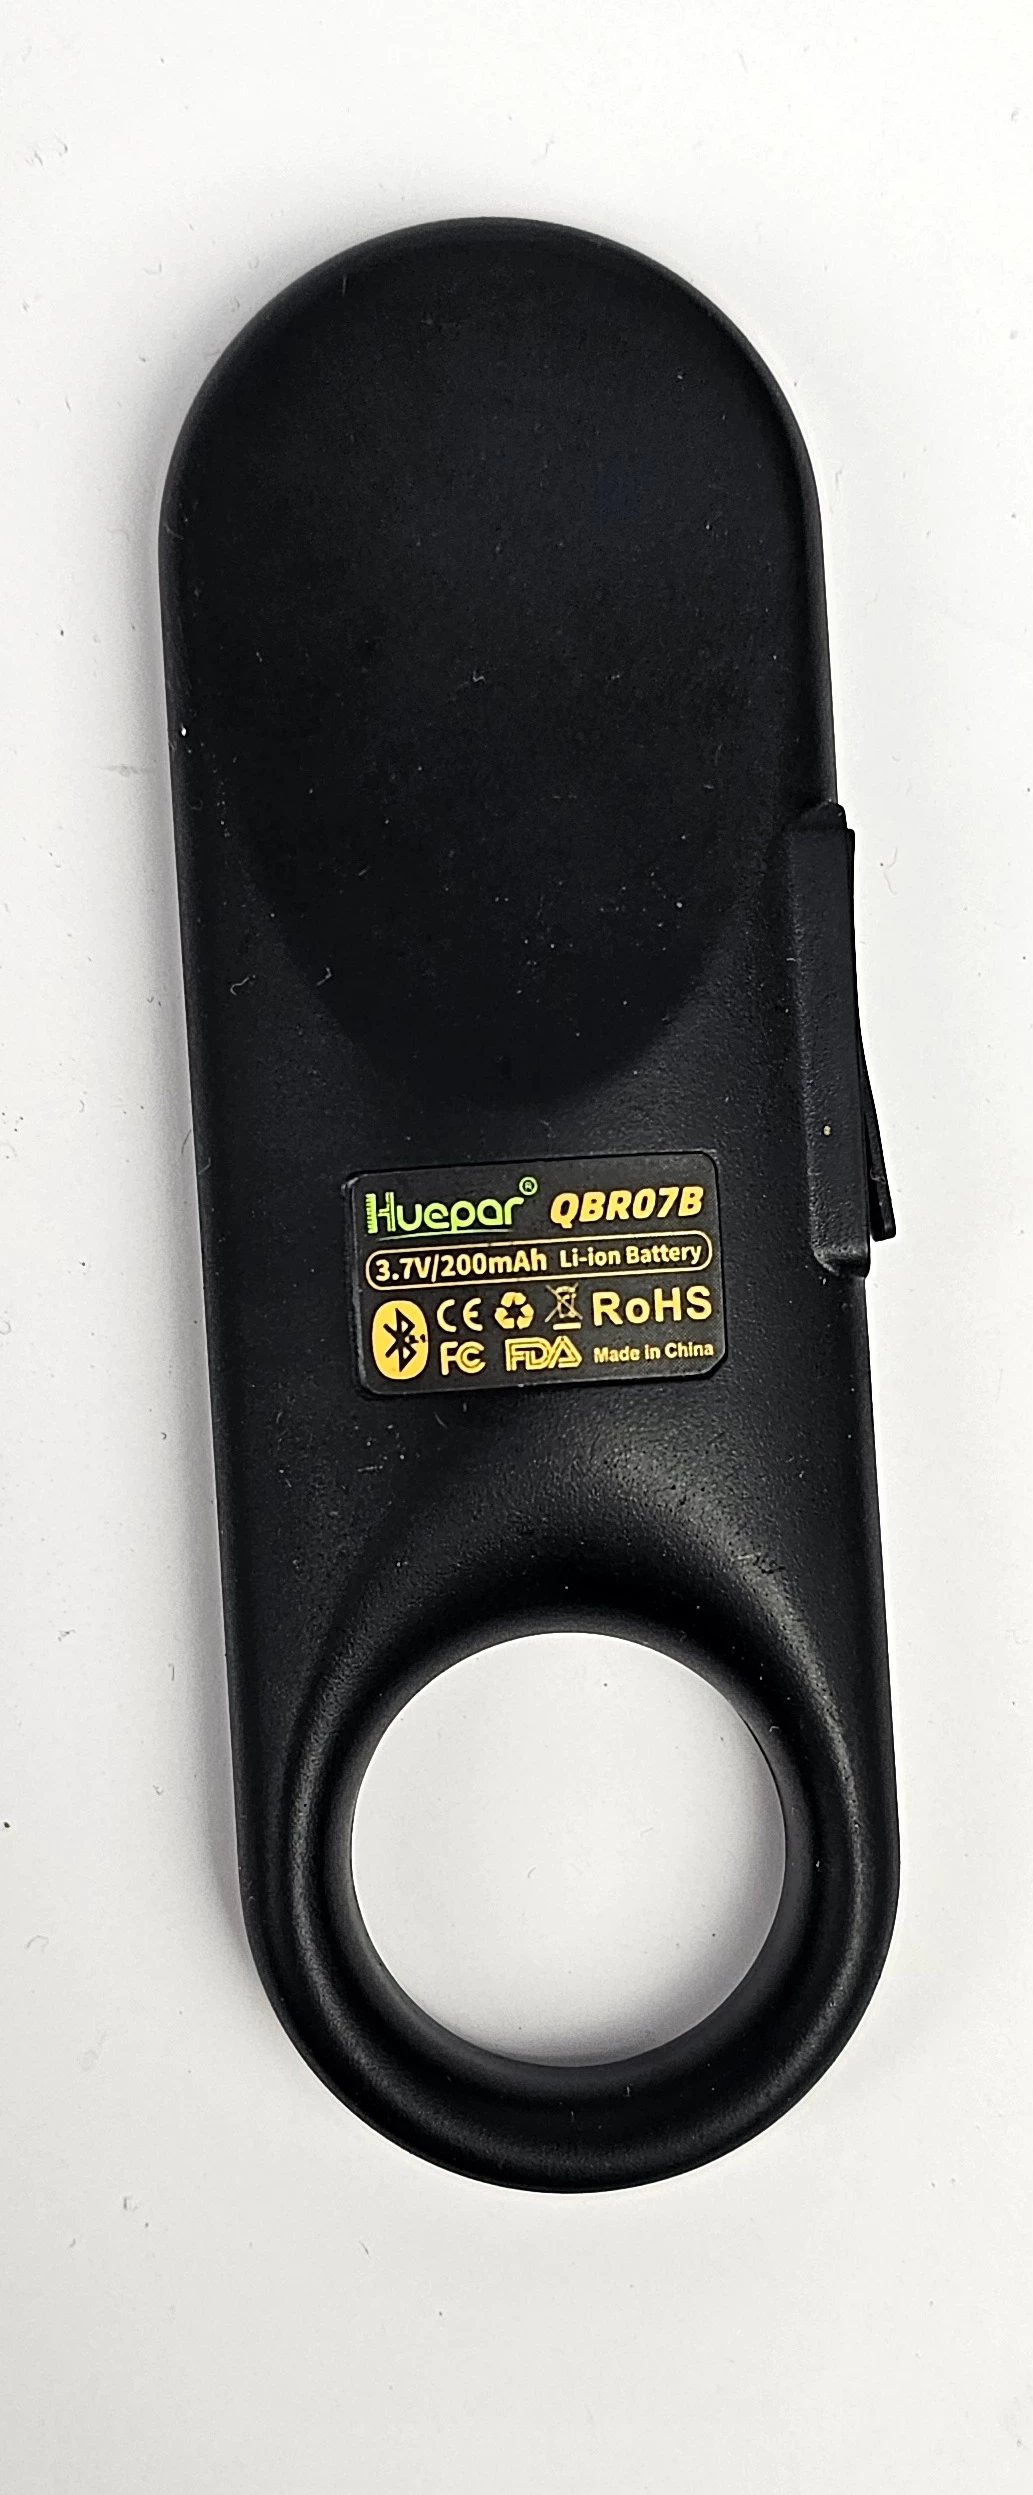 Huepar® QBR07B
3.7V/200mAh Li-ion Battery
CE RoHS
FC FDA Made in China